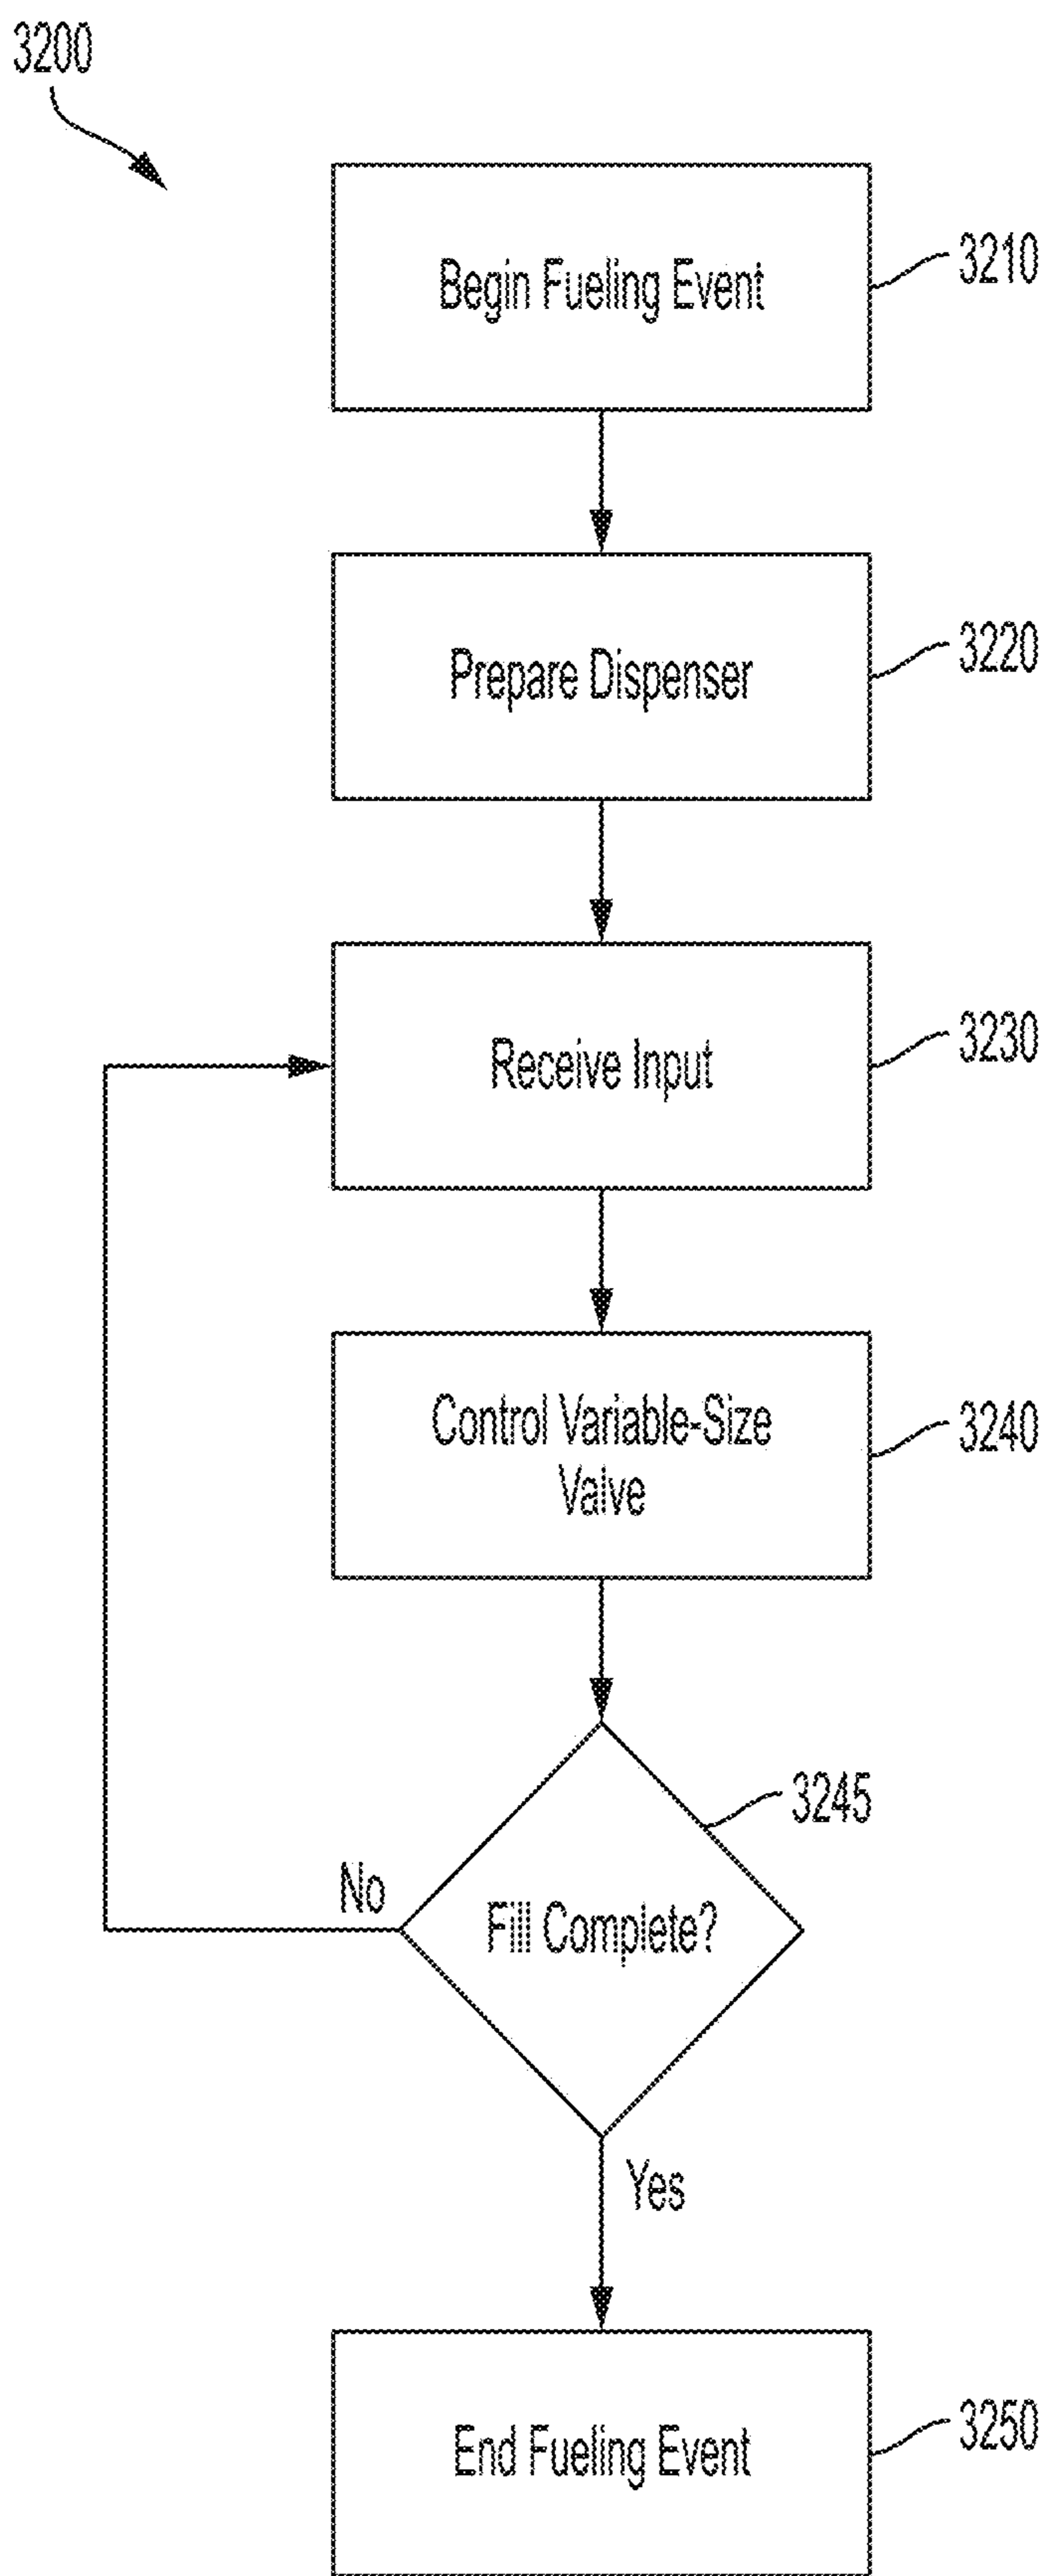 3200
Begin Fueling Event
3210
Prepare Dispenser
3220
Receive Input
3230
Control Variable-Size
Valve
3240
3245
Fill Complete?
No
Yes
End Fueling Event
3250